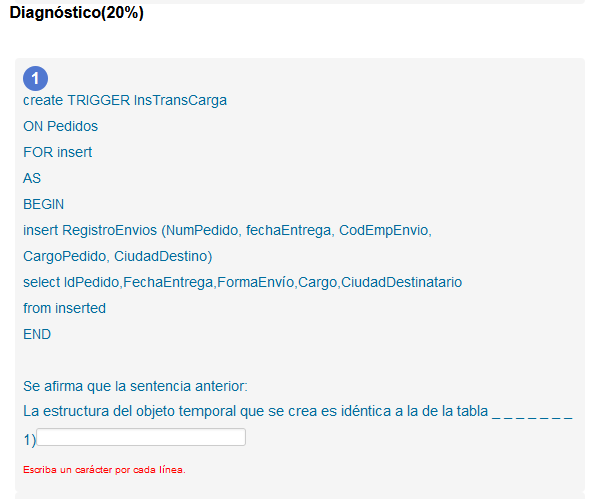 Diagnóstico(20%)
1
create TRIGGER InsTransCarga
ON Pedidos
FOR insert
AS
BEGIN
insert RegistroEnvios (NumPedido, fechaEntrega, CodEmpEnvio,
CargoPedido, CiudadDestino)
select IdPedido,FechaEntrega,FormaEnvío,Cargo,CiudadDestinatario
from inserted
END
Se afirma que la sentencia anterior:
La estructura del objeto temporal que se crea es idéntica a la de la tabla _ _ _ _ _ _ _
1)
Escriba un carácter por cada línea.